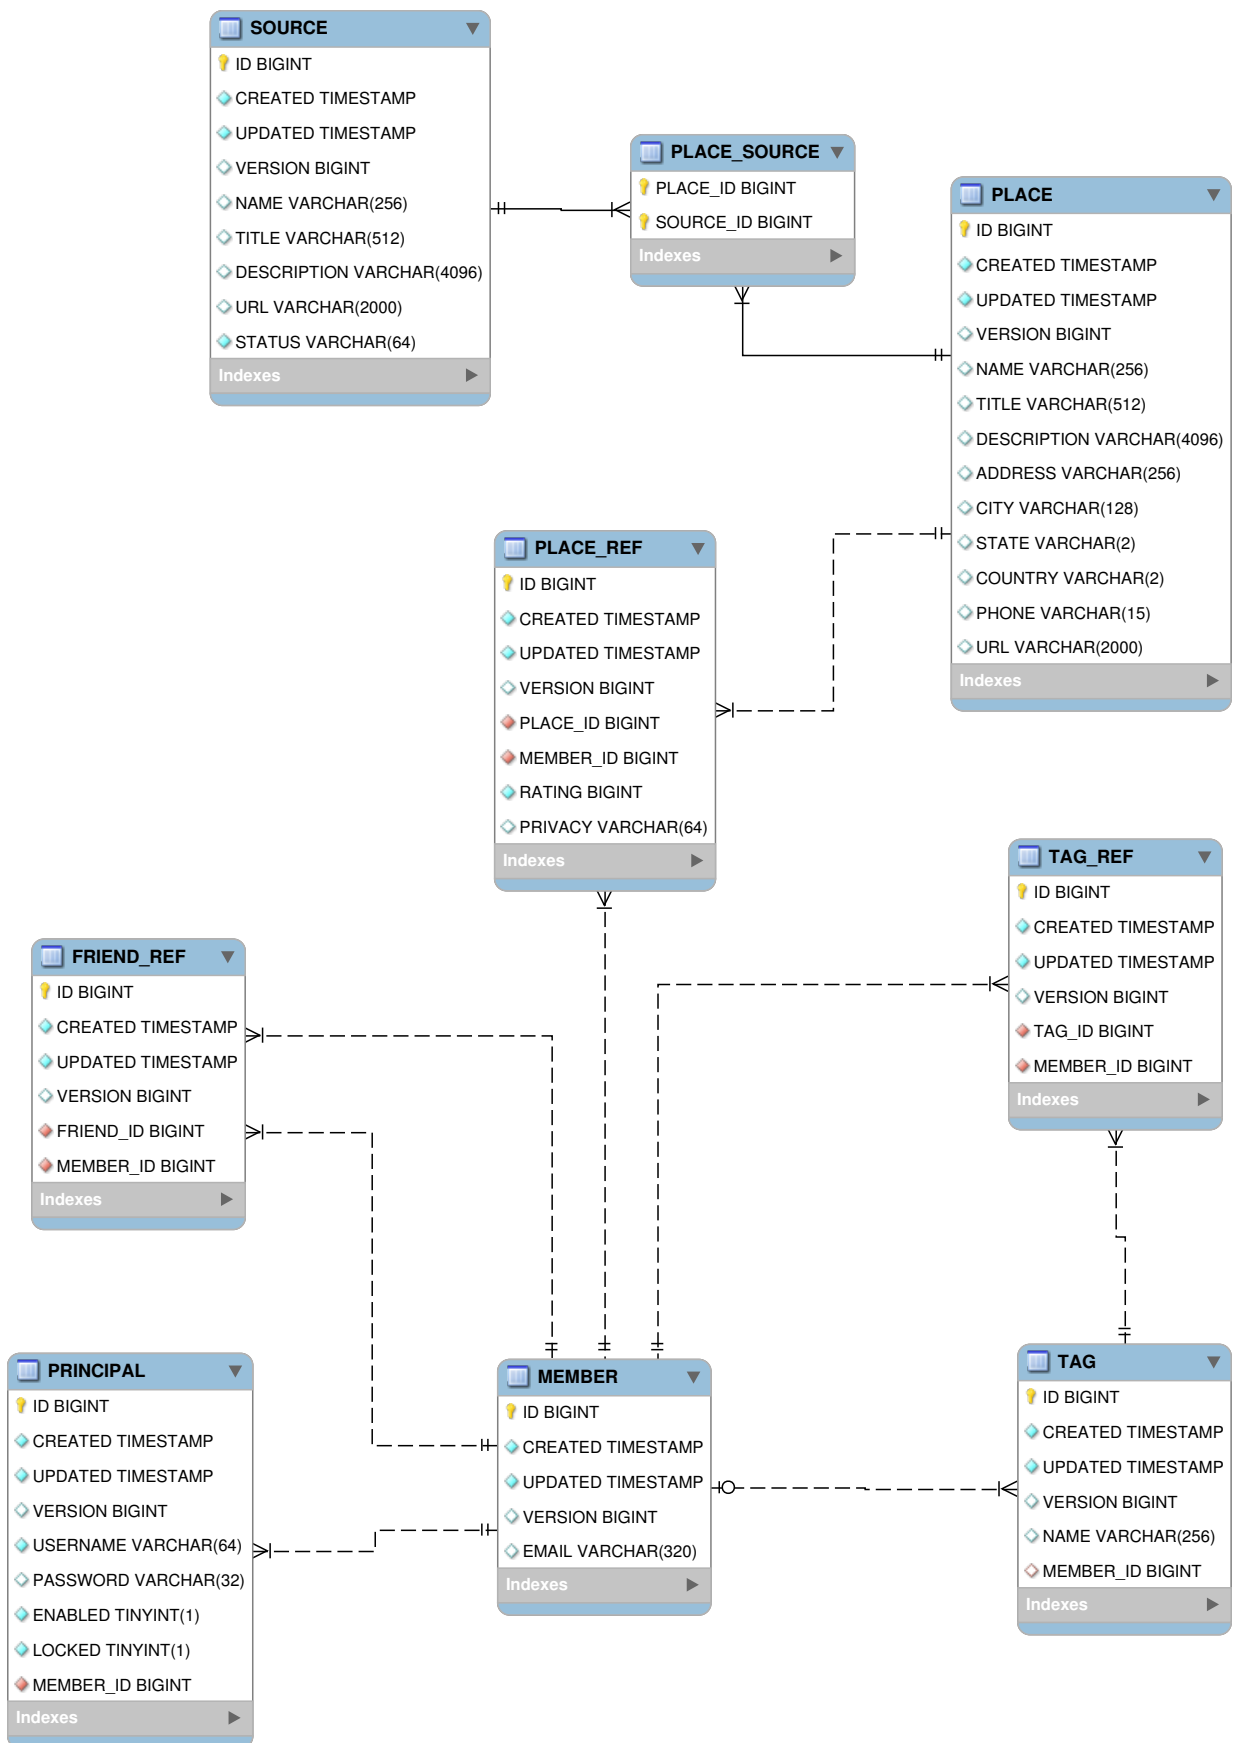 SOURCE
ID BIGINT
CREATED TIMESTAMP
UPDATED TIMESTAMP
VERSION BIGINT
NAME VARCHAR(256)
TITLE VARCHAR(512)
DESCRIPTION VARCHAR(4096)
URL VARCHAR(2000)
STATUS VARCHAR(64)
Indexes
PLACE_SOURCE
PLACE_ID BIGINT
SOURCE_ID BIGINT
Indexes
PLACE
ID BIGINT
CREATED TIMESTAMP
UPDATED TIMESTAMP
VERSION BIGINT
NAME VARCHAR(256)
TITLE VARCHAR(512)
DESCRIPTION VARCHAR(4096)
ADDRESS VARCHAR(256)
CITY VARCHAR(128)
STATE VARCHAR(2)
COUNTRY VARCHAR(2)
PHONE VARCHAR(15)
URL VARCHAR(2000)
Indexes
PLACE_REF
ID BIGINT
CREATED TIMESTAMP
UPDATED TIMESTAMP
VERSION BIGINT
PLACE_ID BIGINT
MEMBER_ID BIGINT
RATING BIGINT
PRIVACY VARCHAR(64)
Indexes
TAG_REF
ID BIGINT
CREATED TIMESTAMP
UPDATED TIMESTAMP
VERSION BIGINT
TAG_ID BIGINT
MEMBER_ID BIGINT
Indexes
FRIEND_REF
ID BIGINT
CREATED TIMESTAMP
UPDATED TIMESTAMP
VERSION BIGINT
FRIEND_ID BIGINT
MEMBER_ID BIGINT
Indexes
PRINCIPAL
ID BIGINT
CREATED TIMESTAMP
UPDATED TIMESTAMP
VERSION BIGINT
USERNAME VARCHAR(64)
PASSWORD VARCHAR(32)
ENABLED TINYINT(1)
LOCKED TINYINT(1)
MEMBER_ID BIGINT
Indexes
MEMBER
ID BIGINT
CREATED TIMESTAMP
UPDATED TIMESTAMP
VERSION BIGINT
EMAIL VARCHAR(320)
Indexes
TAG
ID BIGINT
CREATED TIMESTAMP
UPDATED TIMESTAMP
VERSION BIGINT
NAME VARCHAR(256)
MEMBER_ID BIGINT
Indexes